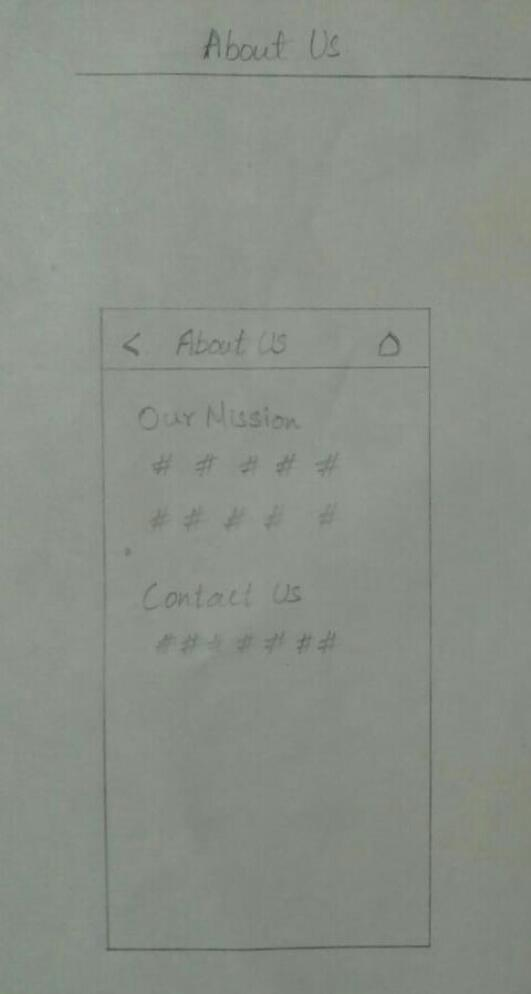 About Us
< About Us
Our Mission
# # # # #
# # # # #
Contact Us
# # # # # # #